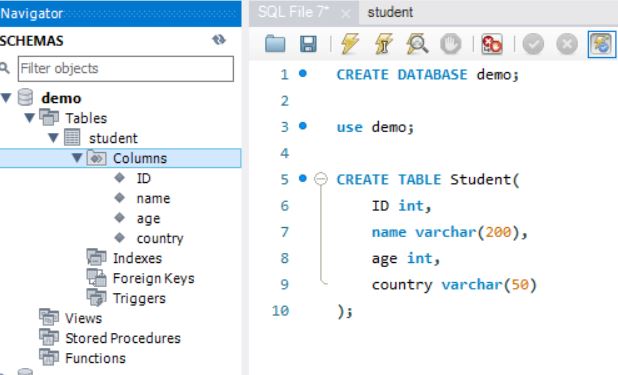 Navigator
SCHEMAS
Filter objects
demo
Tables
student
Columns
ID
name
age
country
Indexes
Foreign Keys
Triggers
Views
Stored Procedures
Functions
SQL File 7* ×
student
1 CREATE DATABASE demo;
2
3 use demo;
4
5 CREATE TABLE Student(
6 ID int,
7 name varchar(200),
8 age int,
9 country varchar(50)
10 );